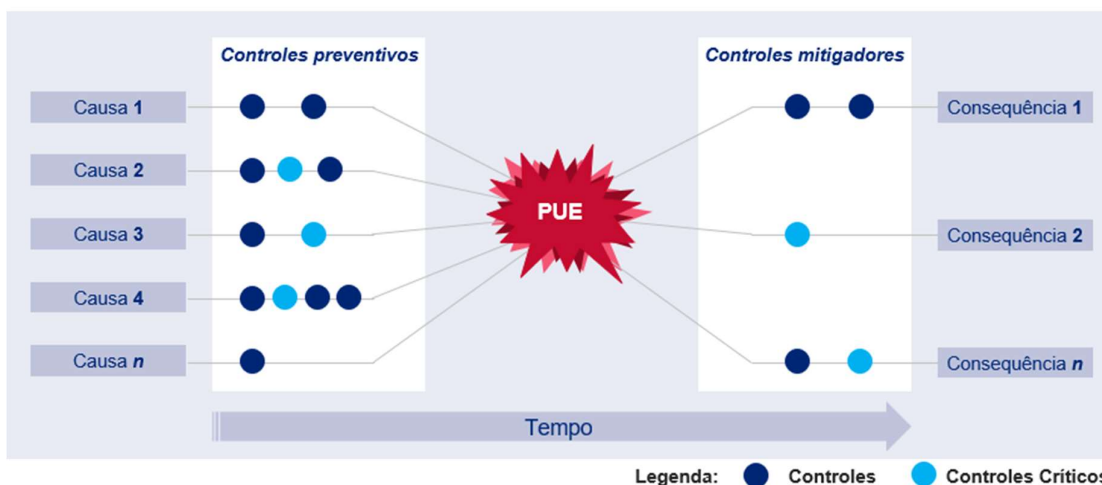 Controles preventivos
Controles mitigadores
Causa 1
Causa 2
Causa 3
Causa 4
Causa n
PUE
Consequência 1
Consequência 2
Consequência n
Tempo
Legenda: Controles Controles Críticos